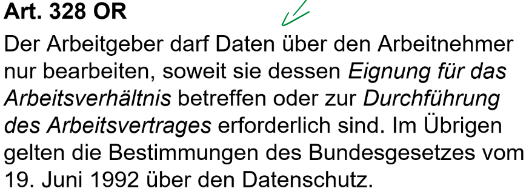 Art. 328 OR
Der Arbeitgeber darf Daten über den Arbeitnehmer
nur bearbeiten, soweit sie dessen Eignung für das
Arbeitsverhältnis betreffen oder zur Durchführung
des Arbeitsvertrages erforderlich sind. Im Übrigen
gelten die Bestimmungen des Bundesgesetzes vom
19. Juni 1992 über den Datenschutz.